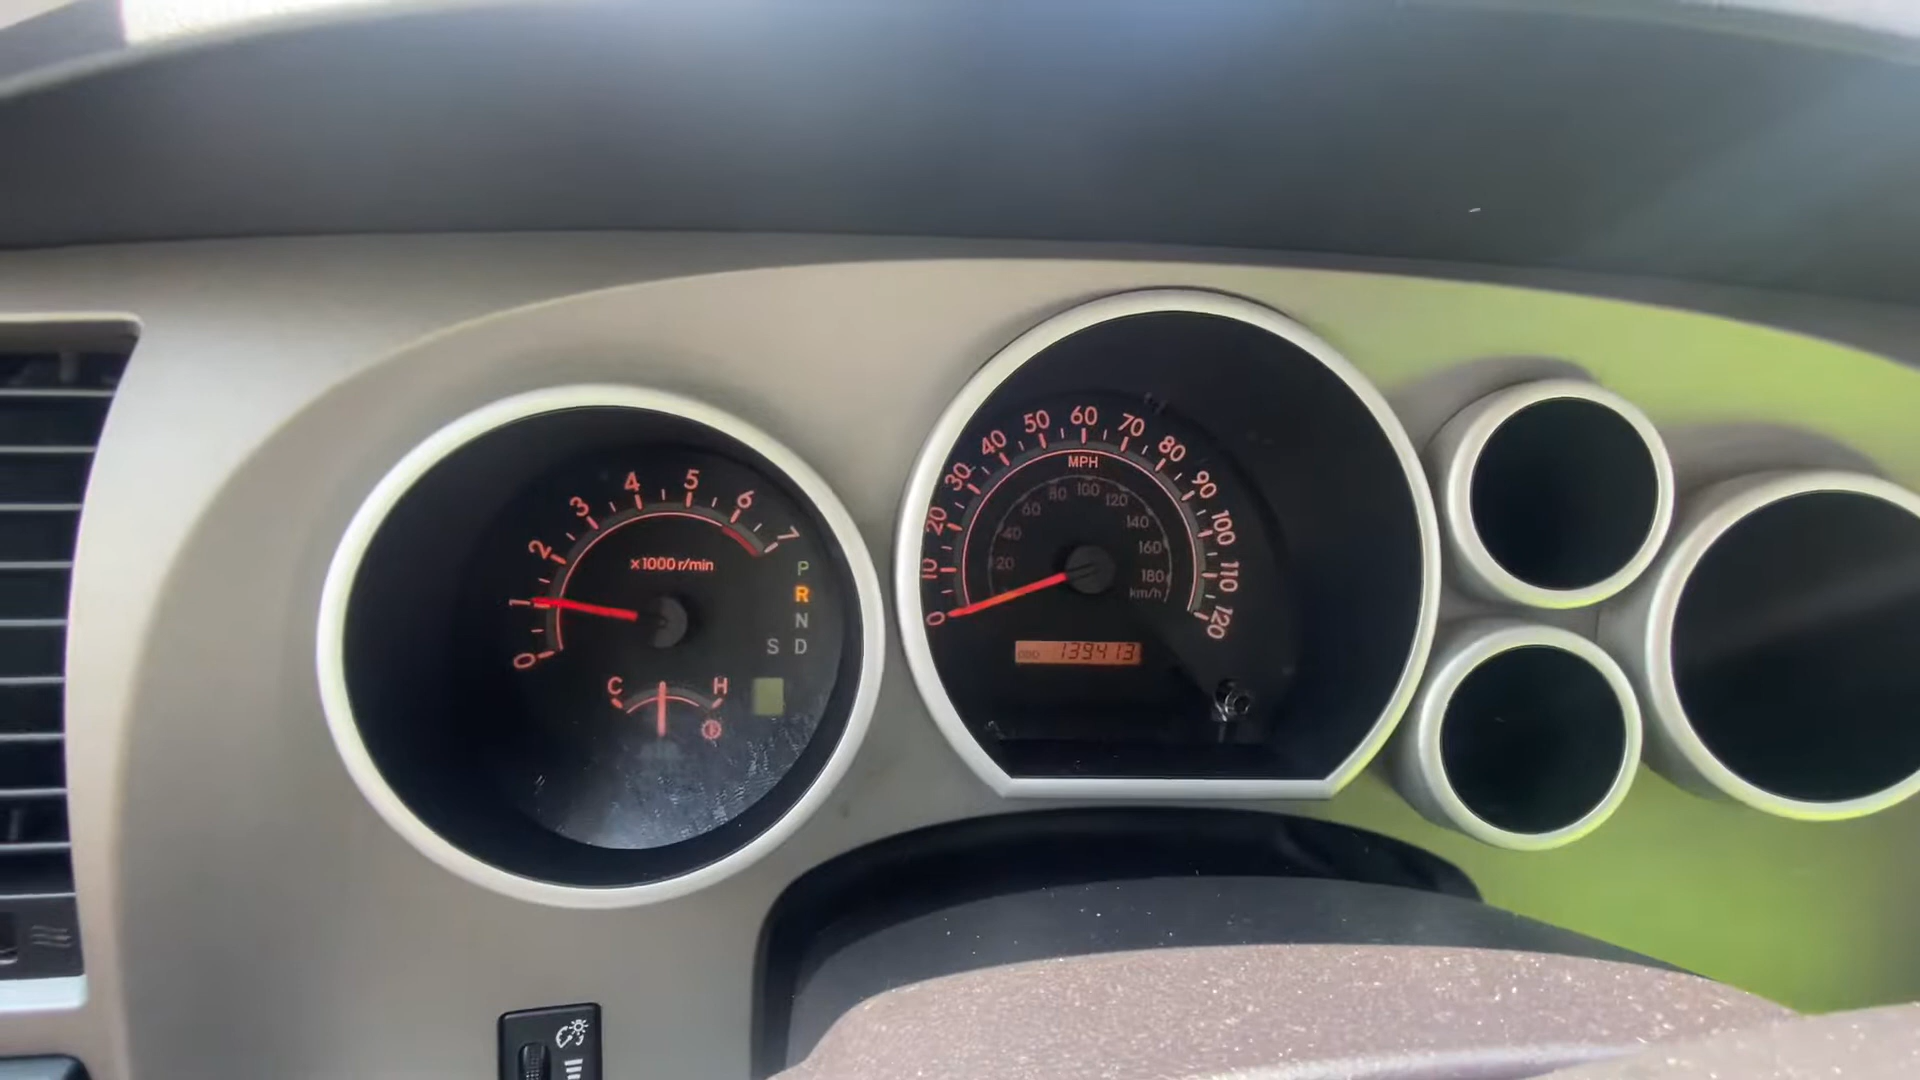 0 1 2 3 4 5 6 7
x1000 r/min
P
R
N
S D
C H
0 10 20 30 40 50 60 70 80 90 100 110 120
MPH
20 40 60 80 100 120 140 160 180
km/h
ODO 139413